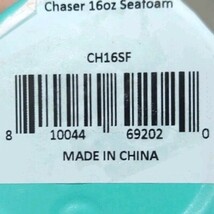 Chaser 16oz Seafoam
CH16SF
8 10044 69202 0
MADE IN CHINA